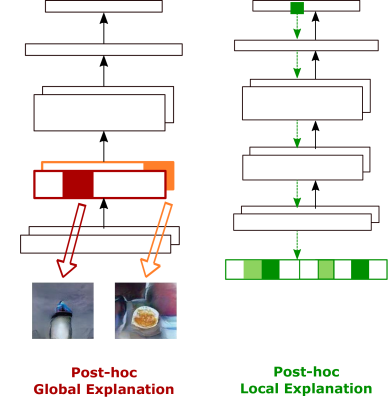 Post-hoc
Global Explanation
Post-hoc
Local Explanation